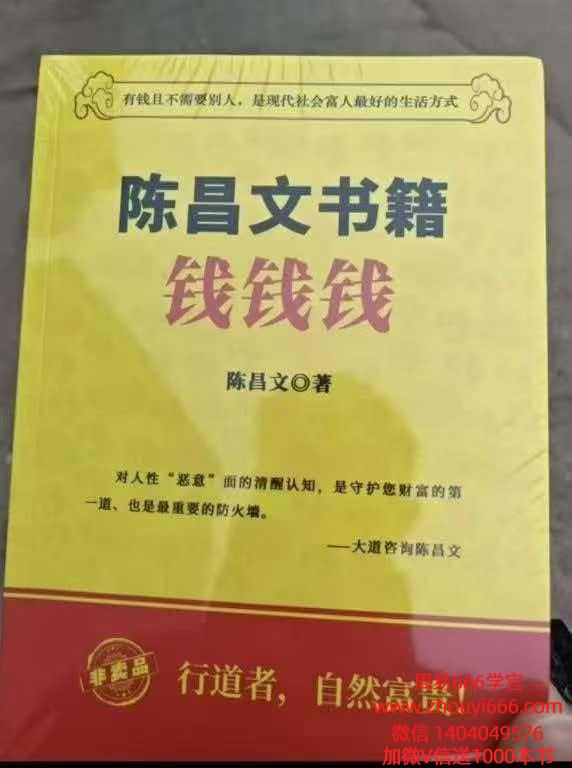 有钱且不需要别人，是现代社会富人最好的生活方式
陈昌文书籍
钱钱钱
陈昌文◎著
对人性“恶意”面的清醒认知，是守护您财富的第
一道、也是最重要的防火墙。
——大道咨询陈昌文
非卖品
行道者，自然富贵！
周易666学宫
www.zhouyi666.com
微信 1404049576
加微V信送1000本书